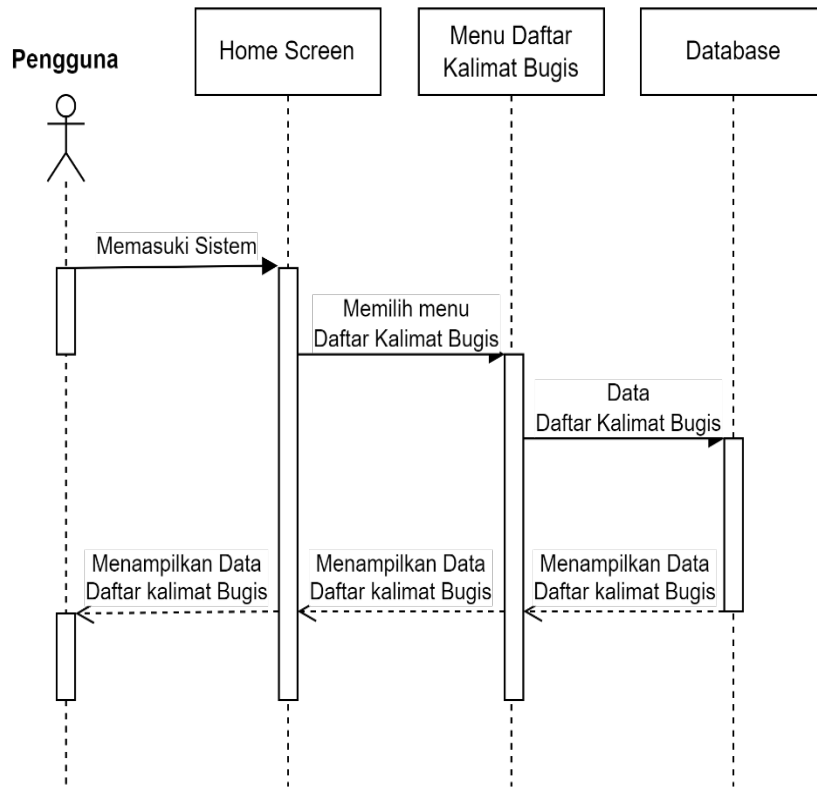 Pengguna
Home Screen
Menu Daftar
Kalimat Bugis
Database
Memasuki Sistem
Memilih menu
Daftar Kalimat Bugis
Data
Daftar Kalimat Bugis
Menampilkan Data
Daftar kalimat Bugis
Menampilkan Data
Daftar kalimat Bugis
Menampilkan Data
Daftar kalimat Bugis